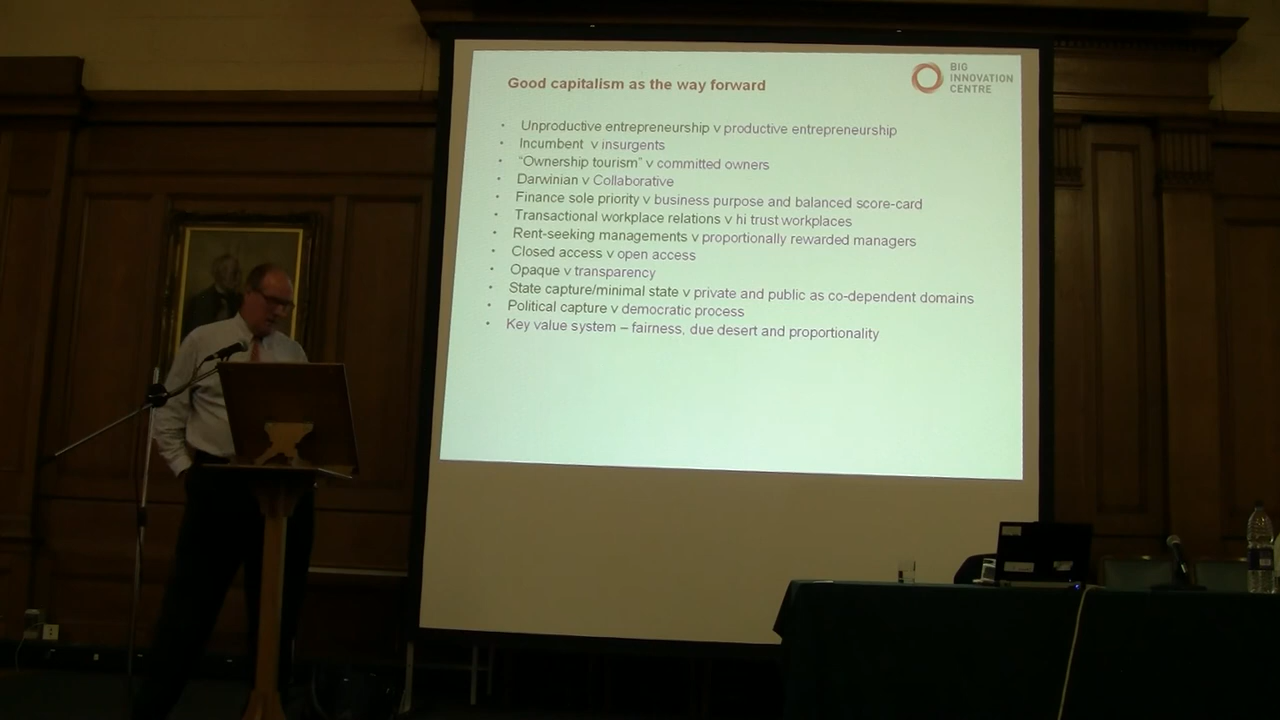 Good capitalism as the way forward
BIG
INNOVATION
CENTRE
• Unproductive entrepreneurship v productive entrepreneurship
• Incumbent v insurgents
• “Ownership tourism” v committed owners
• Darwinian v Collaborative
• Finance sole priority v business purpose and balanced score-card
• Transactional workplace relations v hi trust workplaces
• Rent-seeking managements v proportionally rewarded managers
• Closed access v open access
• Opaque v transparency
• State capture/minimal state v private and public as co-dependent domains
• Political capture v democratic process
• Key value system – fairness, due desert and proportionality